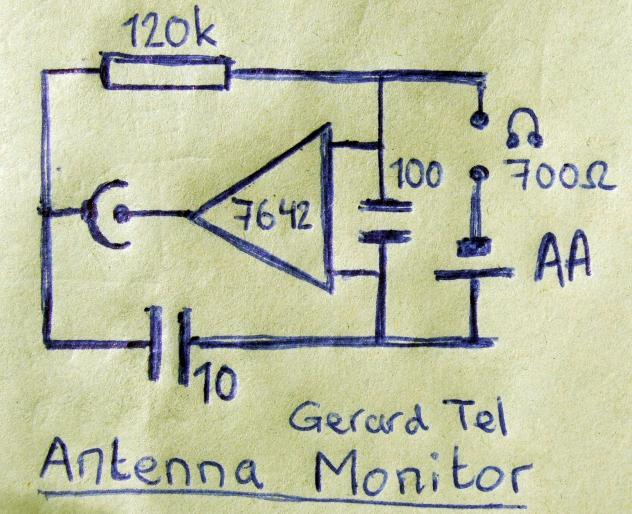 120k
7642
100
700Ω
AA
10
Gerard Tel
Antenna Monitor